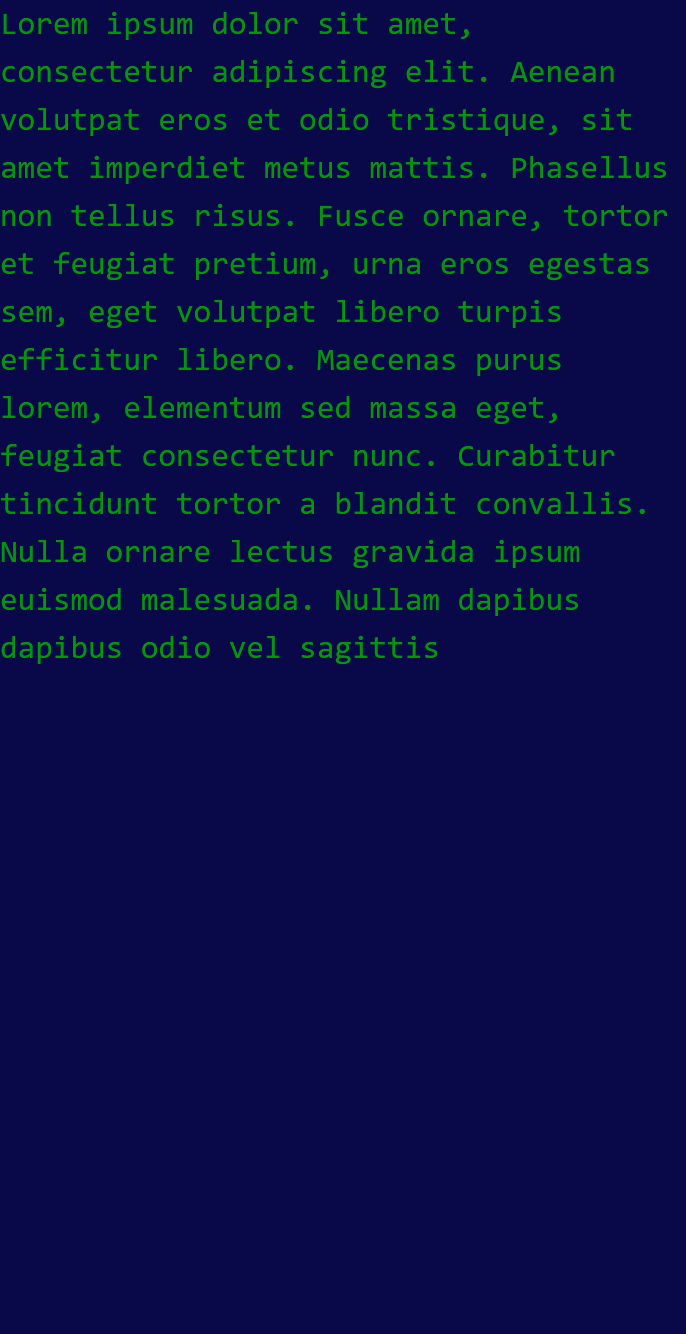 Lorem ipsum dolor sit amet,
consectetur adipiscing elit. Aenean
volutpat eros et odio tristique, sit
amet imperdiet metus mattis. Phasellus
non tellus risus. Fusce ornare, tortor
et feugiat pretium, urna eros egestas
sem, eget volutpat libero turpis
efficitur libero. Maecenas purus
lorem, elementum sed massa eget,
feugiat consectetur nunc. Curabitur
tincidunt tortor a blandit convallis.
Nulla ornare lectus gravida ipsum
euismod malesuada. Nullam dapibus
dapibus odio vel sagittis